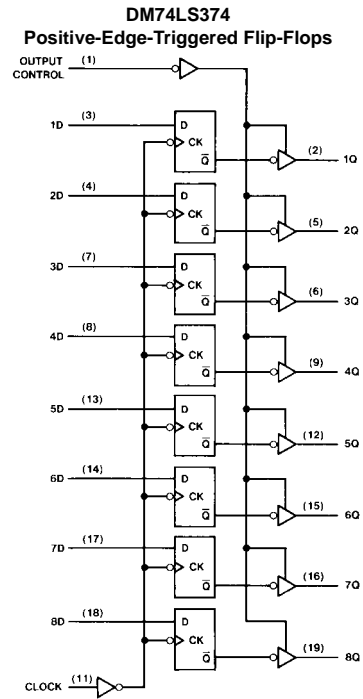 DM74LS374
Positive-Edge-Triggered Flip-Flops
OUTPUT CONTROL (1)
1D (3) D CK Q̅ (2) 1Q
2D (4) D CK Q̅ (5) 2Q
3D (7) D CK Q̅ (6) 3Q
4D (8) D CK Q̅ (9) 4Q
5D (13) D CK Q̅ (12) 5Q
6D (14) D CK Q̅ (15) 6Q
7D (17) D CK Q̅ (16) 7Q
8D (18) D CK Q̅ (19) 8Q
CLOCK (11)